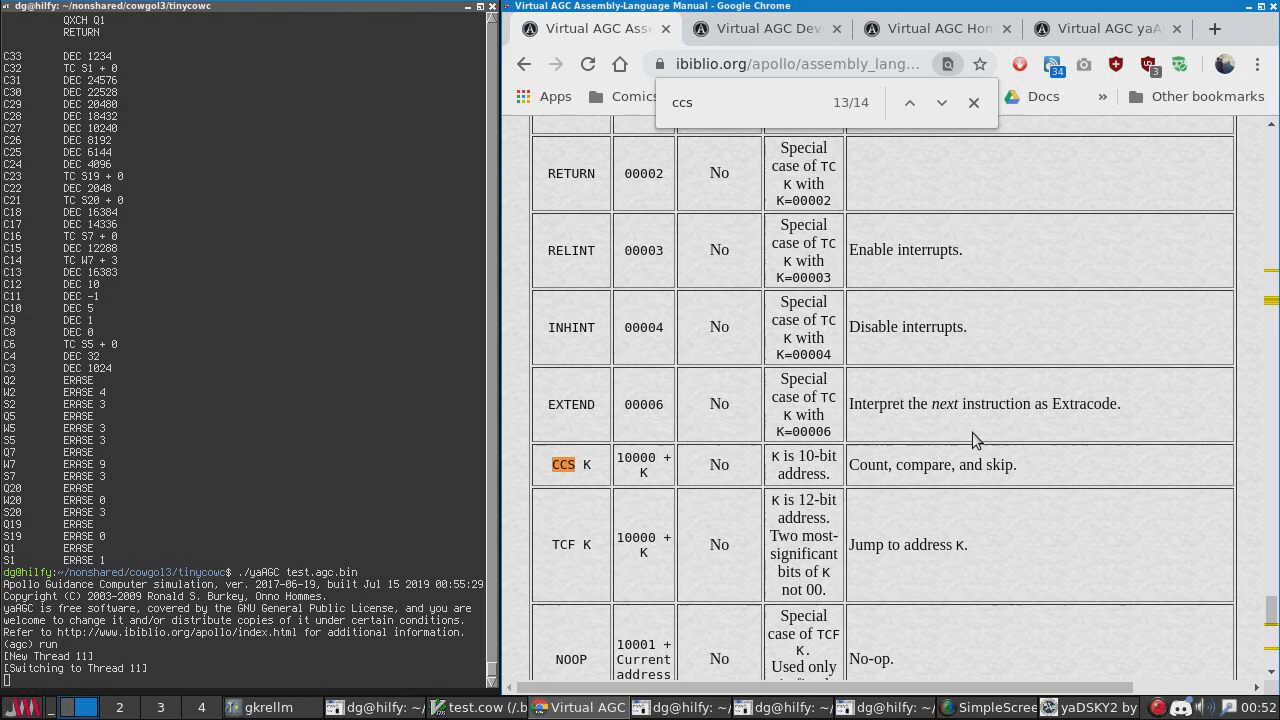 dg@hilfy: ~/nonshared/cowgol3/tinycowc
QXCH Q1
RETURN
C33 DEC 1234
C32 TC S1 + 0
C31 DEC 24576
C30 DEC 22528
C29 DEC 20480
C28 DEC 18432
C27 DEC 10240
C26 DEC 8192
C25 DEC 6144
C24 DEC 4096
C23 TC S19 + 0
C22 DEC 2048
C21 TC S20 + 0
C18 DEC 16384
C17 DEC 14336
C16 TC S7 + 0
C15 DEC 12288
C14 TC W7 + 3
C13 DEC 16383
C12 DEC 10
C11 DEC -1
C10 DEC 5
C9 DEC 1
C8 DEC 0
C6 TC S5 + 0
C4 DEC 32
C3 DEC 1024
Q2 ERASE
W2 ERASE 4
S2 ERASE 3
Q5 ERASE
W5 ERASE 3
S5 ERASE 3
Q7 ERASE
W7 ERASE 9
S7 ERASE 3
Q20 ERASE
W20 ERASE 0
S20 ERASE 3
Q19 ERASE
S19 ERASE 0
Q1 ERASE
S1 ERASE 1
dg@hilfy:~/nonshared/cowgol3/tinycowc$ ./yaAGC test.agc.bin
Apollo Guidance Computer simulation, ver. 2017-06-19, built Jul 15 2019 00:55:29
Copyright (C) 2003-2009 Ronald S. Burkey, Onno Hommes.
yaAGC is free software, covered by the GNU General Public License, and you are
welcome to change it and/or distribute copies of it under certain conditions.
Refer to http://www.ibiblio.org/apollo/index.html for additional information.
(agc) run
[New Thread 11]
[Switching to Thread 11]
Virtual AGC Assembly-Language Manual - Google Chrome
Virtual AGC Asse
Virtual AGC Dev
Virtual AGC Hon
Virtual AGC yaA
ibiblio.org/apollo/assembly_lang...
34
3
Apps
Comics
Docs
Other bookmarks
ccs 13/14
RETURN 00002 No Special
case of TC
K with
K=00002
RELINT 00003 No Special
case of TC
K with
K=00003
Enable interrupts.
INHINT 00004 No Special
case of TC
K with
K=00004
Disable interrupts.
EXTEND 00006 No Special
case of TC
K with
K=00006
Interpret the next instruction as Extracode.
CCS K 10000 +
K
No
K is 10-bit
address.
Count, compare, and skip.
TCF K 10000 +
K
No
K is 12-bit
address.
Two most-
significant
bits of K
not 00.
Jump to address K.
NOOP 10001 +
Current
address
No
Special
case of TCF
K.
Used only
No-op.
2 3 4
gkrellm
dg@hilfy: ~/
test.cow (/.b
Virtual AGC
dg@hilfy: ~/
dg@hilfy: ~/
dg@hilfy: ~/
SimpleScree
yaDSKY2 by
00:52